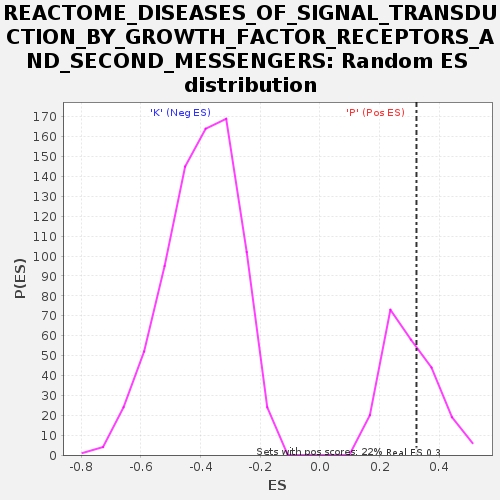 REACTOME_DISEASES_OF_SIGNAL_TRANSDU
CTION_BY_GROWTH_FACTOR_RECEPTORS_A
ND_SECOND_MESSENGERS: Random ES
distribution
'K' (Neg ES)
'P' (Pos ES)
170
160
150
140
130
120
110
100
90
80
70
60
50
40
30
20
10
0
P(ES)
Sets with pos scores: 22%
Real ES 0.3
-0.8 -0.6 -0.4 -0.2 0.0 0.2 0.4
ES